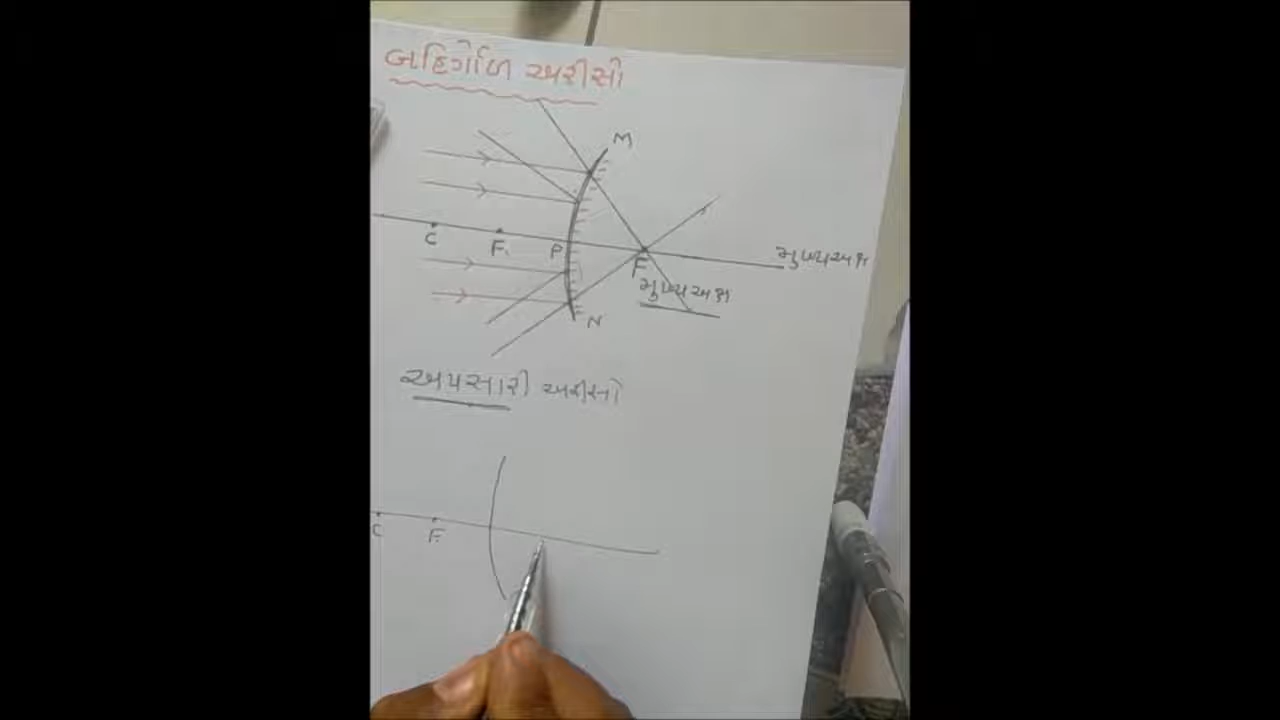 બહિર્ગોળ અરીસો
M
C F. P F મુખ્યઅક્ષ
મુખ્યઅક્ષ
N
અપસારી અરીસો
C F.